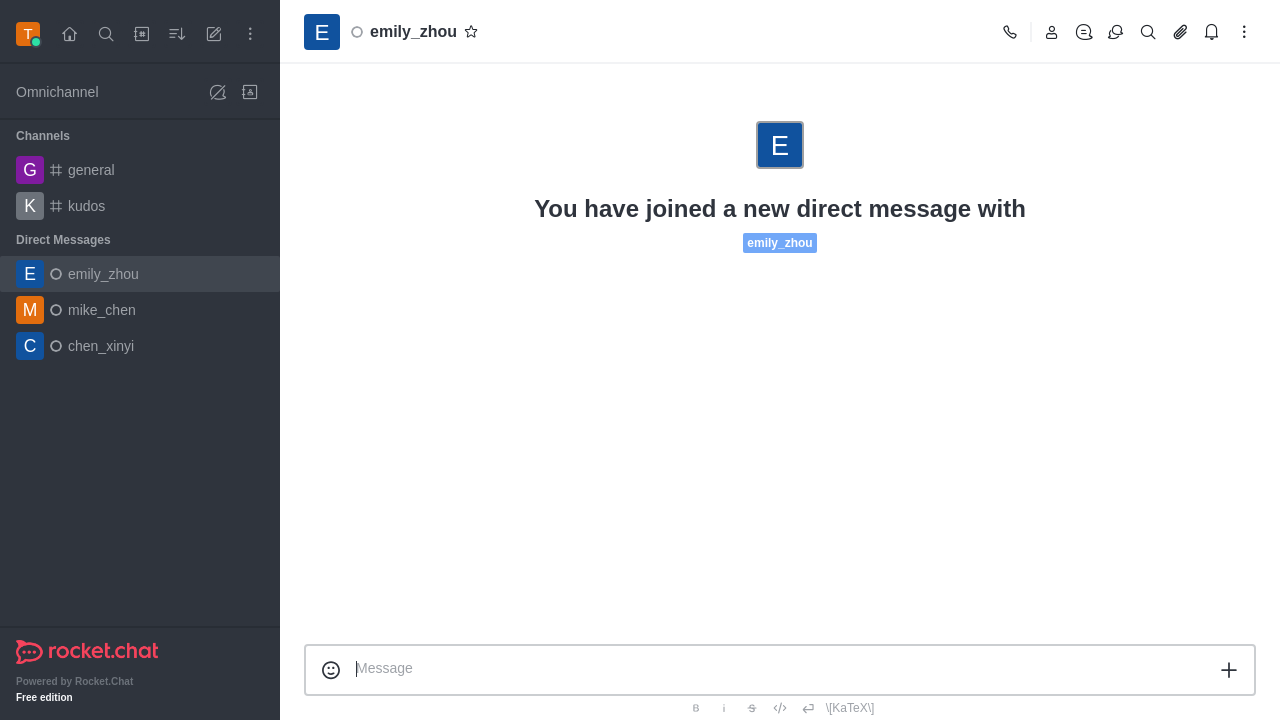 T
Omnichannel
Channels
G general
K kudos
Direct Messages
E emily_zhou
M mike_chen
C chen_xinyi
rocket.chat
Powered by Rocket.Chat
Free edition
E emily_zhou
E
You have joined a new direct message with
emily_zhou
Message
B i S \[KaTeX\]